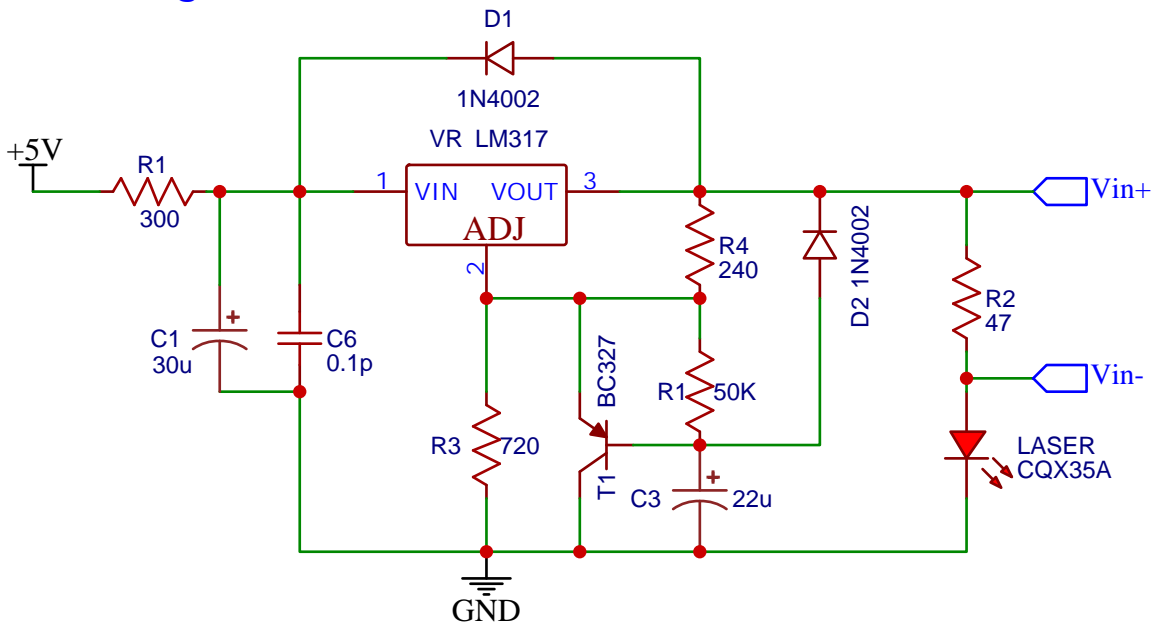 D1
1N4002
VR LM317
+5V
R1
300
1
VIN
VOUT
3
ADJ
2
Vin+
R4
240
D2 1N4002
R2
47
C1
30u
+
C6
0.1p
BC327
R1
50K
Vin-
R3
720
T1
C3
+
22u
LASER
CQX35A
GND